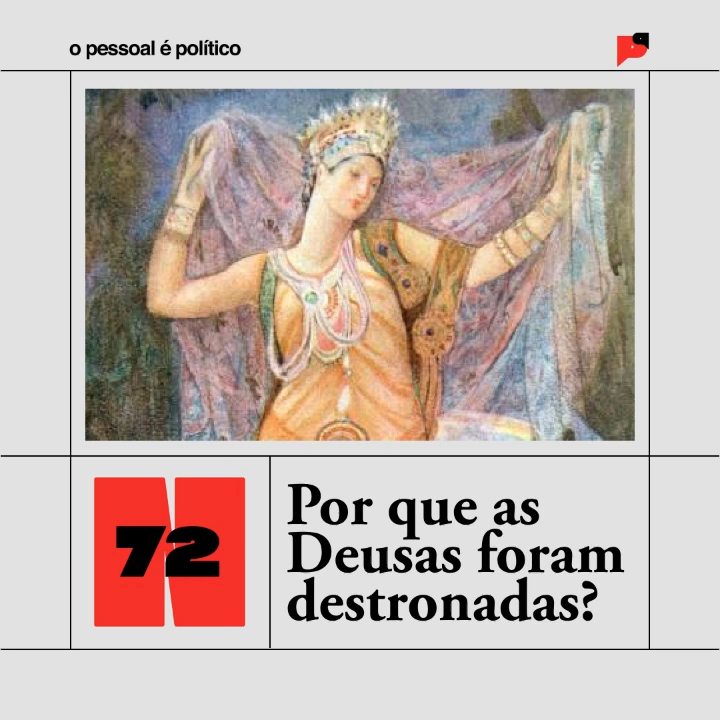 o pessoal é político
72
Por que as
Deusas foram
destronadas?